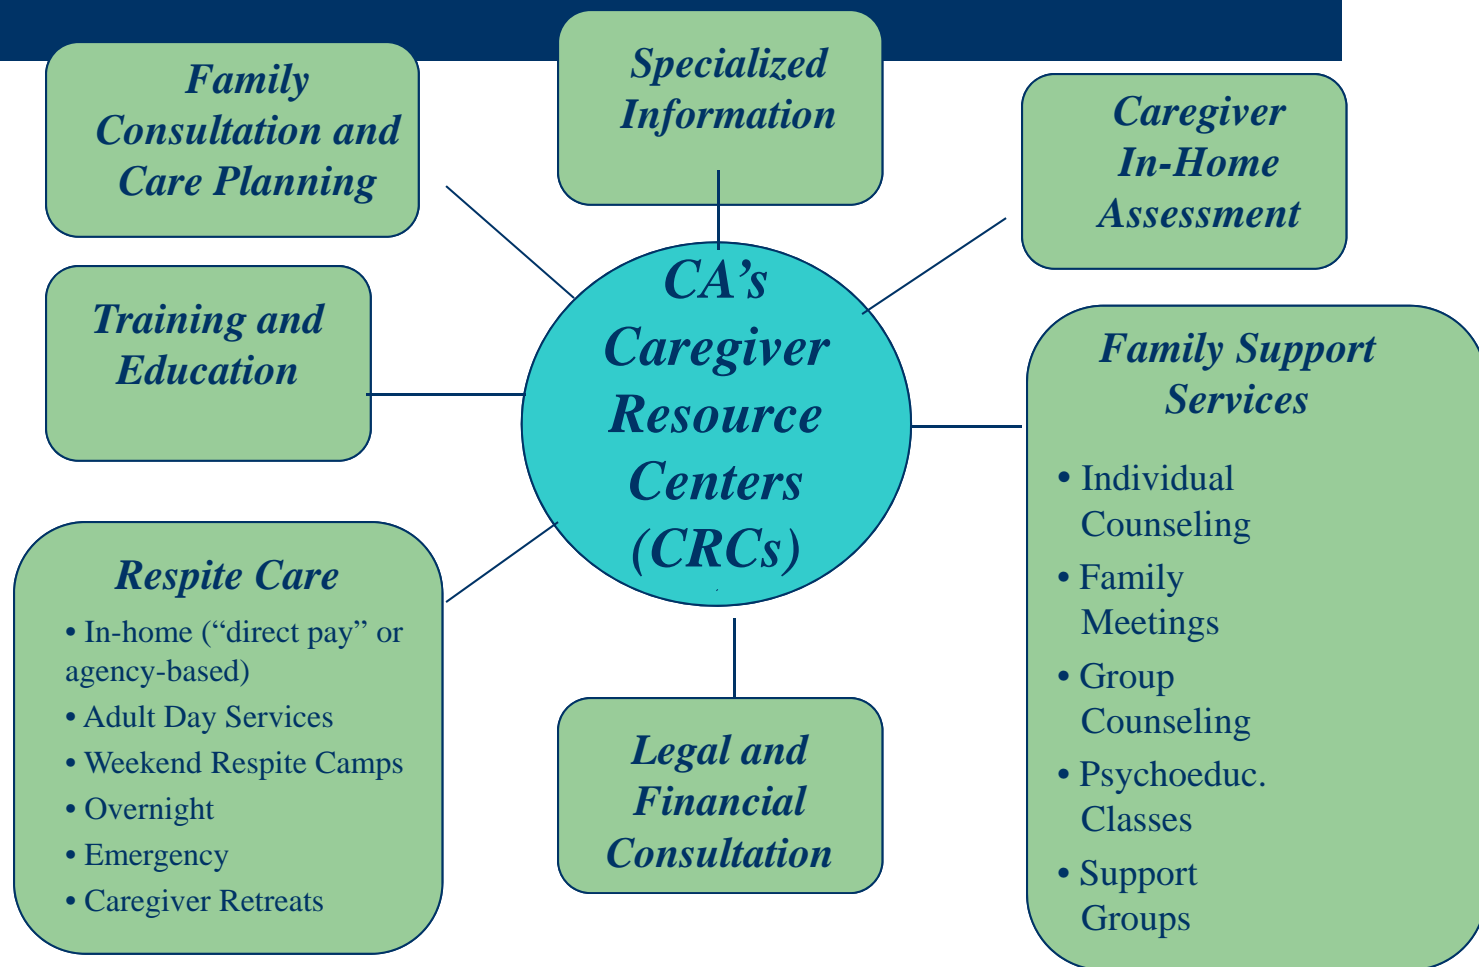 Family
Consultation and
Care Planning
Specialized
Information
Caregiver
In-Home
Assessment
Training and
Education
CA’s
Caregiver
Resource
Centers
(CRCs)
Family Support
Services
• Individual
Counseling
• Family
Meetings
• Group
Counseling
• Psychoeduc.
Classes
• Support
Groups
Respite Care
• In-home (“direct pay” or
agency-based)
• Adult Day Services
• Weekend Respite Camps
• Overnight
• Emergency
• Caregiver Retreats
Legal and
Financial
Consultation